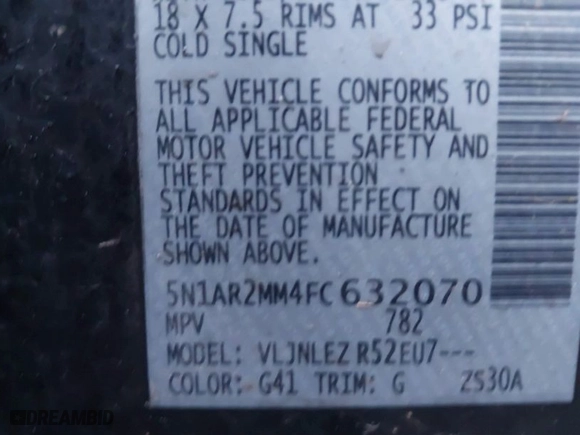 18 X 7.5 RIMS AT 33 PSI
COLD SINGLE
THIS VEHICLE CONFORMS TO
ALL APPLICABLE FEDERAL
MOTOR VEHICLE SAFETY AND
THEFT PREVENTION
STANDARDS IN EFFECT ON
THE DATE OF MANUFACTURE
SHOWN ABOVE.
5N1AR2MM4FC632070
MPV 782
MODEL: VLJNLEZ R52EU7---
COLOR: G41 TRIM: G ZS30A
DREAMBID